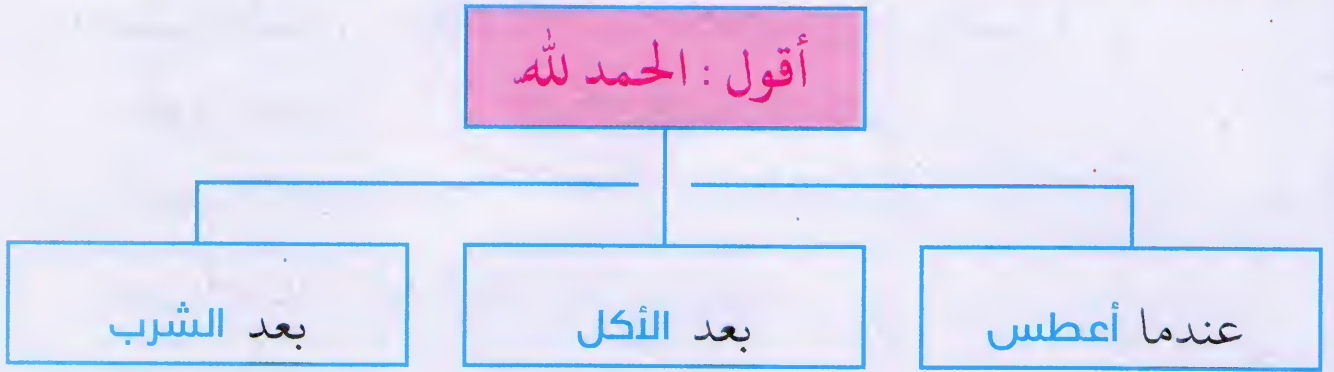 أقول : الحمد لله
عندما أعطس
بعد الأكل
بعد الشرب